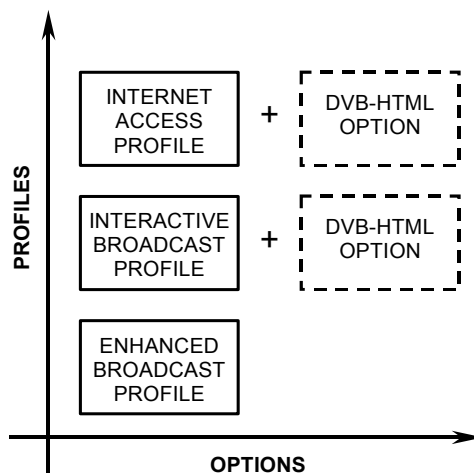 INTERNET
ACCESS
PROFILE
+
DVB-HTML
OPTION
INTERACTIVE
BROADCAST
PROFILE
+
DVB-HTML
OPTION
ENHANCED
BROADCAST
PROFILE
PROFILES
OPTIONS